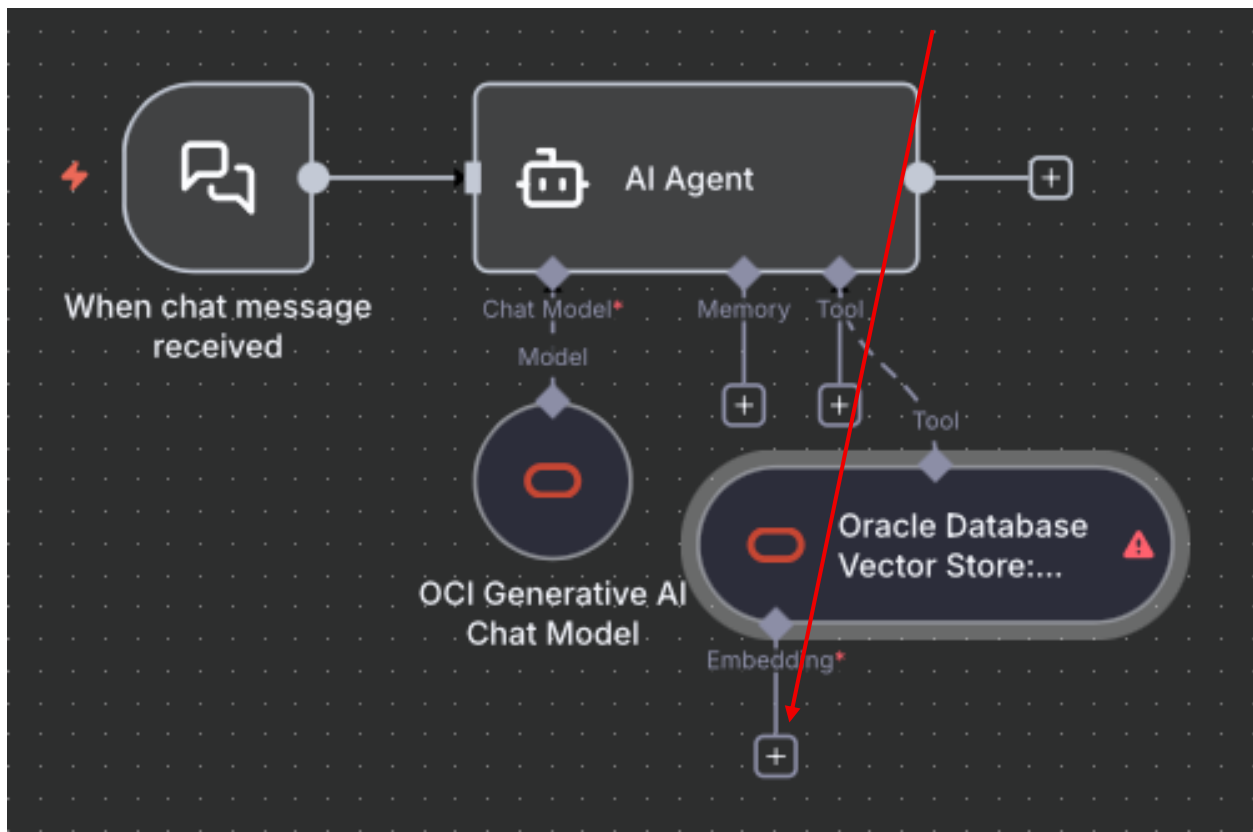 AI Agent
When chat message
received
Chat Model*
Memory
Tool
Model
Tool
Oracle Database
Vector Store:...
OCI Generative AI
Chat Model
Embedding*